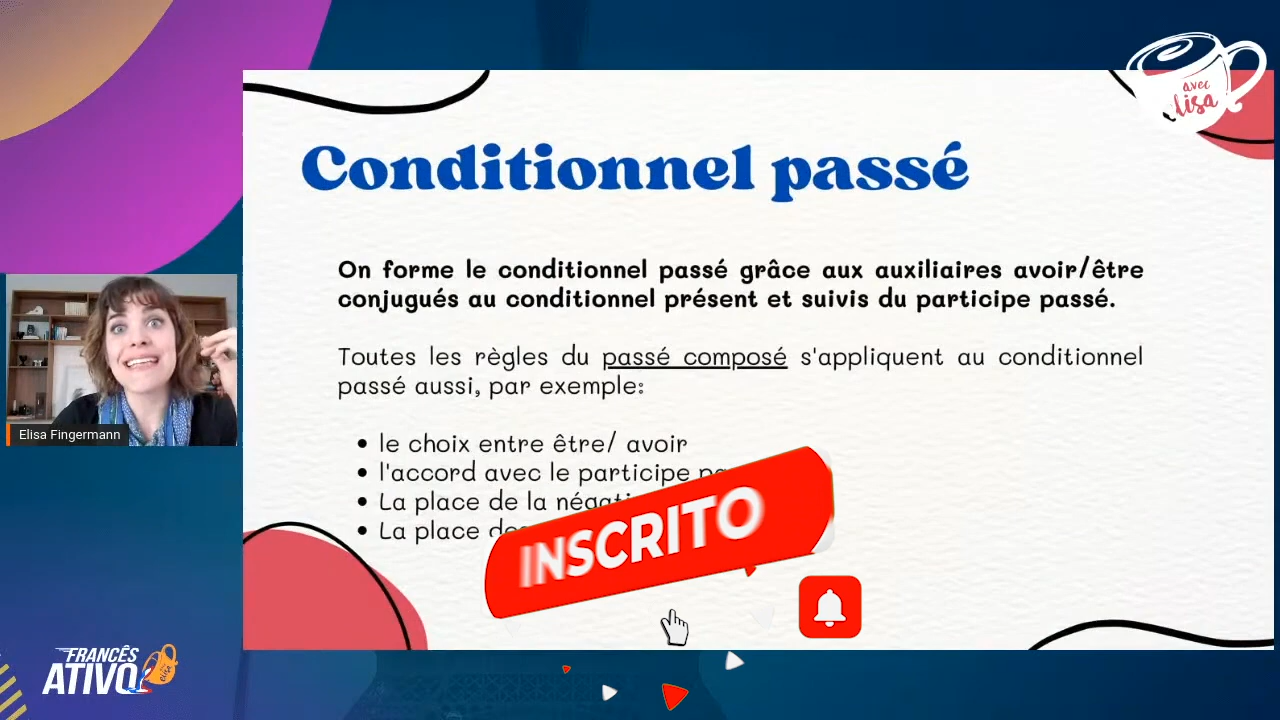 avec
elisa
Conditionnel passé
On forme le conditionnel passé grâce aux auxiliaires avoir/être
conjugués au conditionnel présent et suivis du participe passé.
Toutes les règles du passé composé s'appliquent au conditionnel
passé aussi, par exemple:
• le choix entre être/ avoir
• l'accord avec le participe
• La place de la
• La place
INSCRITO
Elisa Fingermann
FRANCÊS
ATIVO
ELISA